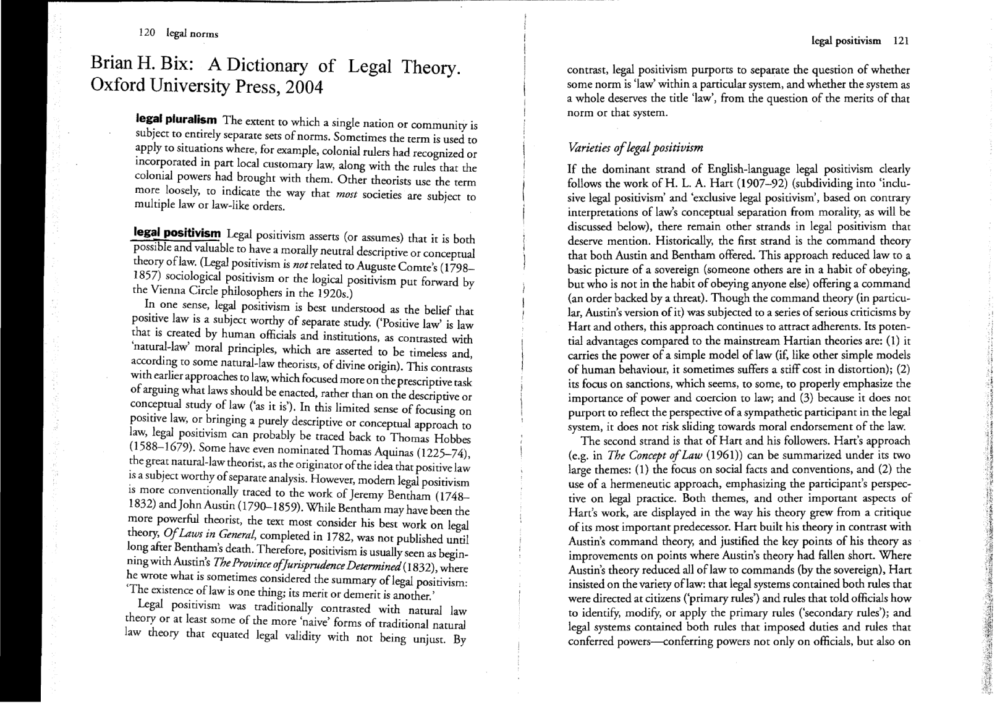 120 legal norms
Brian H. Bix: A Dictionary of Legal Theory.
Oxford University Press, 2004
legal pluralism The extent to which a single nation or community is
subject to entirely separate sets of norms. Sometimes the term is used to
apply to situations where, for example, colonial rulers had recognized or
incorporated in part local customary law, along with the rules that the
colonial powers had brought with them. Other theorists use the term
more loosely, to indicate the way that most societies are subject to
multiple law or law-like orders.
legal positivism Legal positivism asserts (or assumes) that it is both
possible and valuable to have a morally neutral descriptive or conceptual
theory of law. (Legal positivism is not related to Auguste Comte's (1798–
1857) sociological positivism or the logical positivism put forward by
the Vienna Circle philosophers in the 1920s.)
In one sense, legal positivism is best understood as the belief that
positive law is a subject worthy of separate study. ('Positive law' is law
that is created by human officials and institutions, as contrasted with
'natural-law' moral principles, which are asserted to be timeless and,
according to some natural-law theorists, of divine origin). This contrasts
with earlier approaches to law, which focused more on the prescriptive task
of arguing what laws should be enacted, rather than on the descriptive or
conceptual study of law ('as it is'). In this limited sense of focusing on
positive law, or bringing a purely descriptive or conceptual approach to
law, legal positivism can probably be traced back to Thomas Hobbes
(1588–1679). Some have even nominated Thomas Aquinas (1225–74),
the great natural-law theorist, as the originator of the idea that positive law
is a subject worthy of separate analysis. However, modern legal positivism
is more conventionally traced to the work of Jeremy Bentham (1748–
1832) and John Austin (1790–1859). While Bentham may have been the
more powerful theorist, the text most consider his best work on legal
theory, Of Laws in General, completed in 1782, was not published until
long after Bentham's death. Therefore, positivism is usually seen as begin-
ning with Austin's The Province of Jurisprudence Determined (1832), where
he wrote what is sometimes considered the summary of legal positivism:
'The existence of law is one thing; its merit or demerit is another.'
Legal positivism was traditionally contrasted with natural law
theory or at least some of the more 'naive' forms of traditional natural
law theory that equated legal validity with not being unjust. By
legal positivism 121
contrast, legal positivism purports to separate the question of whether
some norm is 'law' within a particular system, and whether the system as
a whole deserves the title 'law', from the question of the merits of that
norm or that system.
Varieties of legal positivism
If the dominant strand of English-language legal positivism clearly
follows the work of H. L. A. Hart (1907–92) (subdividing into 'inclu-
sive legal positivism' and 'exclusive legal positivism', based on contrary
interpretations of law's conceptual separation from morality, as will be
discussed below), there remain other strands in legal positivism that
deserve mention. Historically, the first strand is the command theory
that both Austin and Bentham offered. This approach reduced law to a
basic picture of a sovereign (someone others are in a habit of obeying,
but who is not in the habit of obeying anyone else) offering a command
(an order backed by a threat). Though the command theory (in particu-
lar, Austin's version of it) was subjected to a series of serious criticisms by
Hart and others, this approach continues to attract adherents. Its poten-
tial advantages compared to the mainstream Hartian theories are: (1) it
carries the power of a simple model of law (if, like other simple models
of human behaviour, it sometimes suffers a stiff cost in distortion); (2)
its focus on sanctions, which seems, to some, to properly emphasize the
importance of power and coercion to law; and (3) because it does not
purport to reflect the perspective of a sympathetic participant in the legal
system, it does not risk sliding towards moral endorsement of the law.
The second strand is that of Hart and his followers. Hart's approach
(e.g. in The Concept of Law (1961)) can be summarized under its two
large themes: (1) the focus on social facts and conventions, and (2) the
use of a hermeneutic approach, emphasizing the participant's perspec-
tive on legal practice. Both themes, and other important aspects of
Hart's work, are displayed in the way his theory grew from a critique
of its most important predecessor. Hart built his theory in contrast with
Austin's command theory, and justified the key points of his theory as
improvements on points where Austin's theory had fallen short. Where
Austin's theory reduced all of law to commands (by the sovereign), Hart
insisted on the variety of law: that legal systems contained both rules that
were directed at citizens ('primary rules') and rules that told officials how
to identify, modify, or apply the primary rules ('secondary rules'); and
legal systems contained both rules that imposed duties and rules that
conferred powers—conferring powers not only on officials, but also on